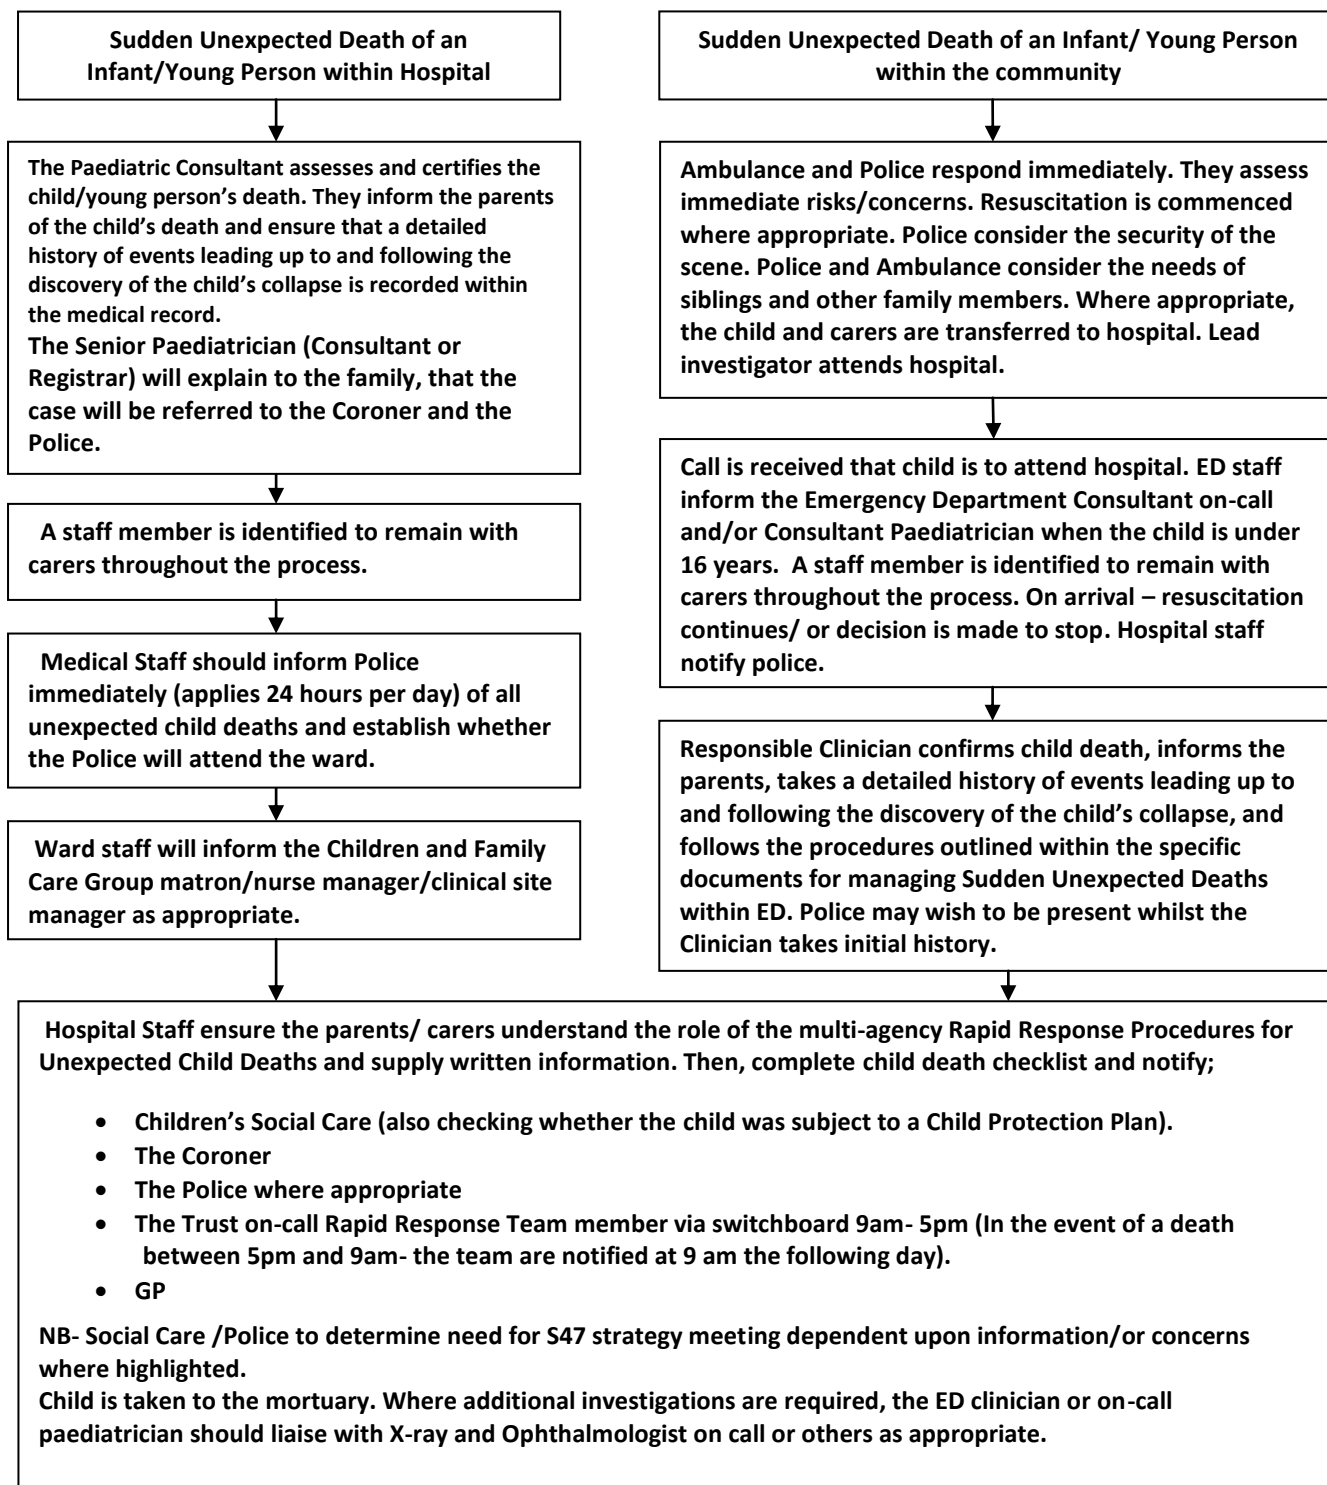 Sudden Unexpected Death of an
Infant/Young Person within Hospital
The Paediatric Consultant assesses and certifies the
child/young person's death. They inform the parents
of the child's death and ensure that a detailed
history of events leading up to and following the
discovery of the child's collapse is recorded within
the medical record.
The Senior Paediatrician (Consultant or
Registrar) will explain to the family, that the
case will be referred to the Coroner and the
Police.
A staff member is identified to remain with
carers throughout the process.
Medical Staff should inform Police
immediately (applies 24 hours per day) of all
unexpected child deaths and establish whether
the Police will attend the ward.
Ward staff will inform the Children and Family
Care Group matron/nurse manager/clinical site
manager as appropriate.
Sudden Unexpected Death of an Infant/ Young Person
within the community
Ambulance and Police respond immediately. They assess
immediate risks/concerns. Resuscitation is commenced
where appropriate. Police consider the security of the
scene. Police and Ambulance consider the needs of
siblings and other family members. Where appropriate,
the child and carers are transferred to hospital. Lead
investigator attends hospital.
Call is received that child is to attend hospital. ED staff
inform the Emergency Department Consultant on-call
and/or Consultant Paediatrician when the child is under
16 years.  A staff member is identified to remain with
carers throughout the process. On arrival – resuscitation
continues/ or decision is made to stop. Hospital staff
notify police.
Responsible Clinician confirms child death, informs the
parents, takes a detailed history of events leading up to
and following the discovery of the child's collapse, and
follows the procedures outlined within the specific
documents for managing Sudden Unexpected Deaths
within ED. Police may wish to be present whilst the
Clinician takes initial history.
Hospital Staff ensure the parents/ carers understand the role of the multi-agency Rapid Response Procedures for
Unexpected Child Deaths and supply written information. Then, complete child death checklist and notify;
• Children's Social Care (also checking whether the child was subject to a Child Protection Plan).
• The Coroner
• The Police where appropriate
• The Trust on-call Rapid Response Team member via switchboard 9am- 5pm (In the event of a death
between 5pm and 9am- the team are notified at 9 am the following day).
• GP
NB- Social Care /Police to determine need for S47 strategy meeting dependent upon information/or concerns
where highlighted.
Child is taken to the mortuary. Where additional investigations are required, the ED clinician or on-call
paediatrician should liaise with X-ray and Ophthalmologist on call or others as appropriate.